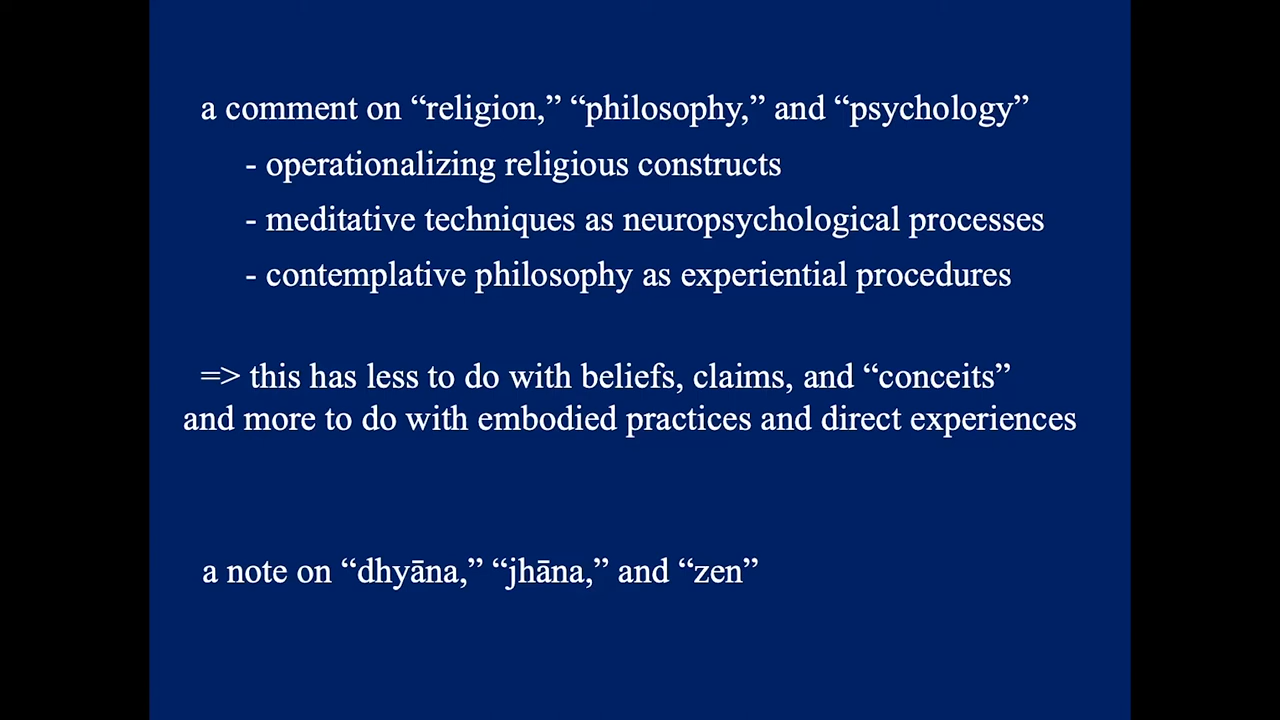 a comment on “religion,” “philosophy,” and “psychology”
- operationalizing religious constructs
- meditative techniques as neuropsychological processes
- contemplative philosophy as experiential procedures
=> this has less to do with beliefs, claims, and “conceits”
and more to do with embodied practices and direct experiences
a note on “dhyāna,” “jhāna,” and “zen”